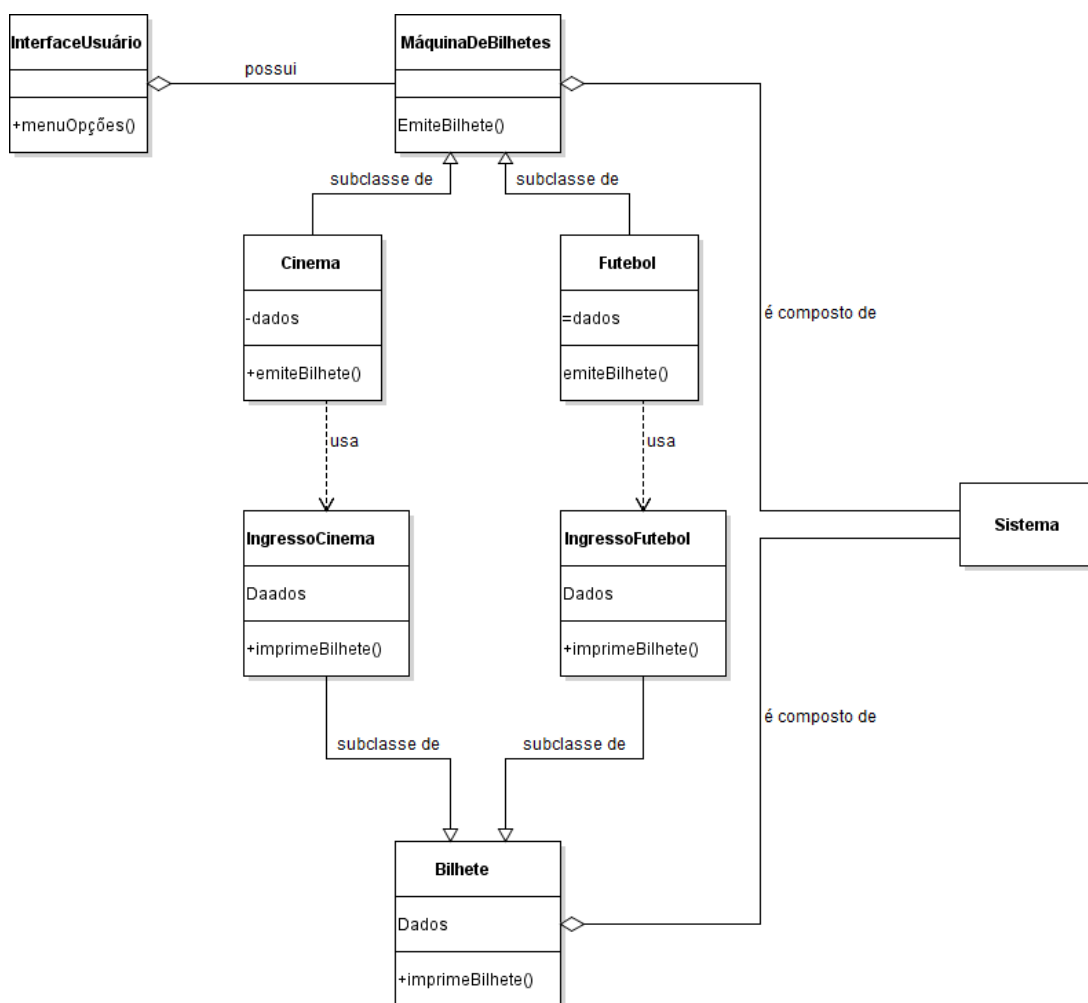 InterfaceUsuário
+menuOpções()
possui
MáquinaDeBilhetes
EmiteBilhete()
subclasse de
subclasse de
Cinema
-dados
+emiteBilhete()
Futebol
=dados
emiteBilhete()
é composto de
usa
usa
IngressoCinema
Daados
+imprimeBilhete()
IngressoFutebol
Dados
+imprimeBilhete()
Sistema
subclasse de
subclasse de
é composto de
Bilhete
Dados
+imprimeBilhete()